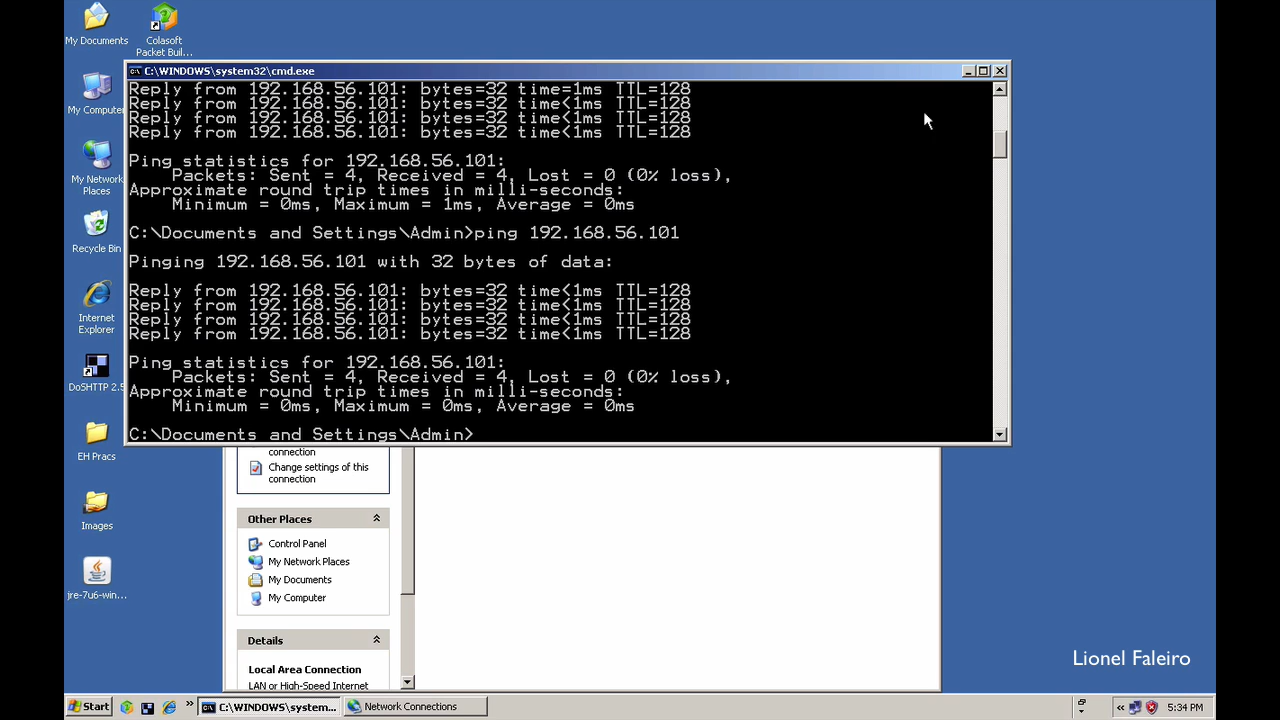 My Documents
Colasoft
Packet Buil...
C:\WINDOWS\system32\cmd.exe
Reply from 192.168.56.101: bytes=32 time=1ms TTL=128
Reply from 192.168.56.101: bytes=32 time<1ms TTL=128
Reply from 192.168.56.101: bytes=32 time<1ms TTL=128
Reply from 192.168.56.101: bytes=32 time<1ms TTL=128
Ping statistics for 192.168.56.101:
Packets: Sent = 4, Received = 4, Lost = 0 (0% loss),
Approximate round trip times in milli-seconds:
Minimum = 0ms, Maximum = 1ms, Average = 0ms
C:\Documents and Settings\Admin>ping 192.168.56.101
Pinging 192.168.56.101 with 32 bytes of data:
Reply from 192.168.56.101: bytes=32 time<1ms TTL=128
Reply from 192.168.56.101: bytes=32 time<1ms TTL=128
Reply from 192.168.56.101: bytes=32 time<1ms TTL=128
Reply from 192.168.56.101: bytes=32 time<1ms TTL=128
Ping statistics for 192.168.56.101:
Packets: Sent = 4, Received = 4, Lost = 0 (0% loss),
Approximate round trip times in milli-seconds:
Minimum = 0ms, Maximum = 0ms, Average = 0ms
C:\Documents and Settings\Admin>
My Computer
My Network
Places
Recycle Bin
Internet
Explorer
DoSHTTP 2.5
EH Pracs
Images
jre-7u6-win...
connection
Change settings of this
connection
Other Places
Control Panel
My Network Places
My Documents
My Computer
Details
Local Area Connection
LAN or High-Speed Internet
Lionel Faleiro
Start
»
C:\WINDOWS\system...
Network Connections
«
5:34 PM